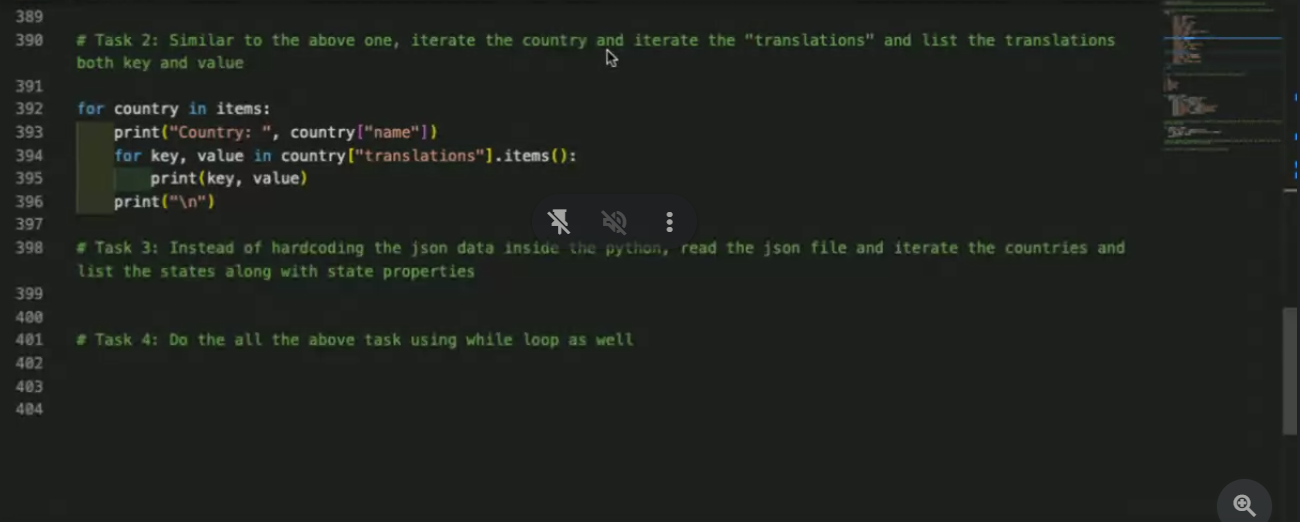 389
390 # Task 2: Similar to the above one, iterate the country and iterate the "translations" and list the translations
both key and value
391
392 for country in items:
393 print("Country: ", country["name"])
394 for key, value in country["translations"].items():
395 print(key, value)
396 print("\n")
397
398 # Task 3: Instead of hardcoding the json data inside the python, read the json file and iterate the countries and
list the states along with state properties
399
400
401 # Task 4: Do the all the above task using while loop as well
402
403
404